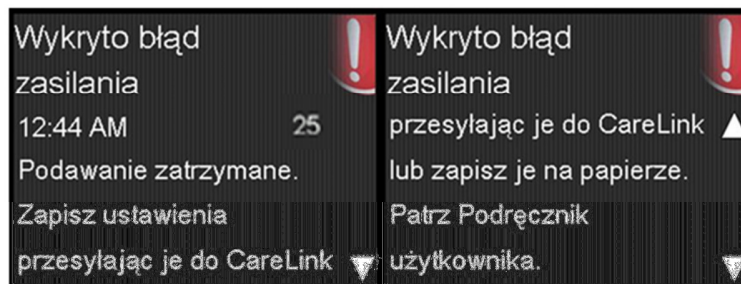 Wykryto błąd
zasilania
12:44 AM 25
Podawanie zatrzymane.
Zapisz ustawienia
przesyłając je do CareLink
Wykryto błąd
zasilania
przesyłając je do CareLink
lub zapisz je na papierze.
Patrz Podręcznik
użytkownika.